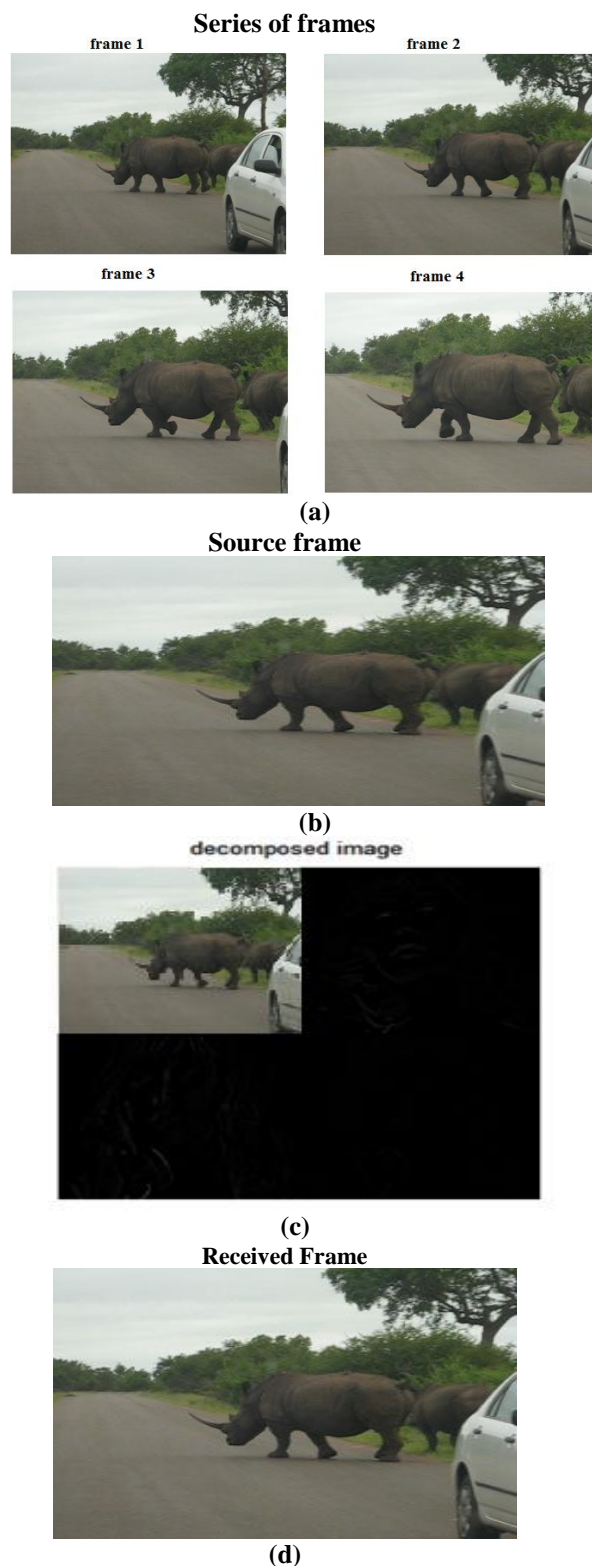 Series of frames
frame 1
frame 2
frame 3
frame 4
(a)
Source frame
(b)
decomposed image
(c)
Received Frame
(d)